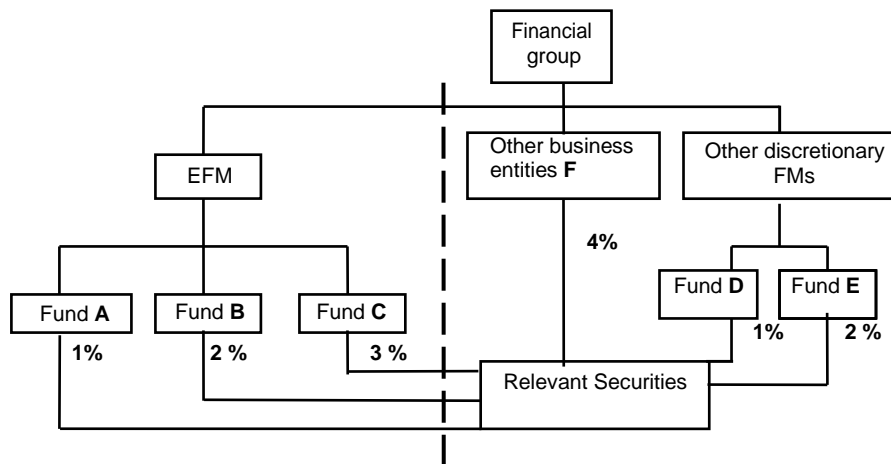 Financial
group
EFM
Other business
entities F
Other discretionary
FMs
4%
Fund A
Fund B
Fund C
Fund D
Fund E
1%
2 %
3 %
1%
2 %
Relevant Securities